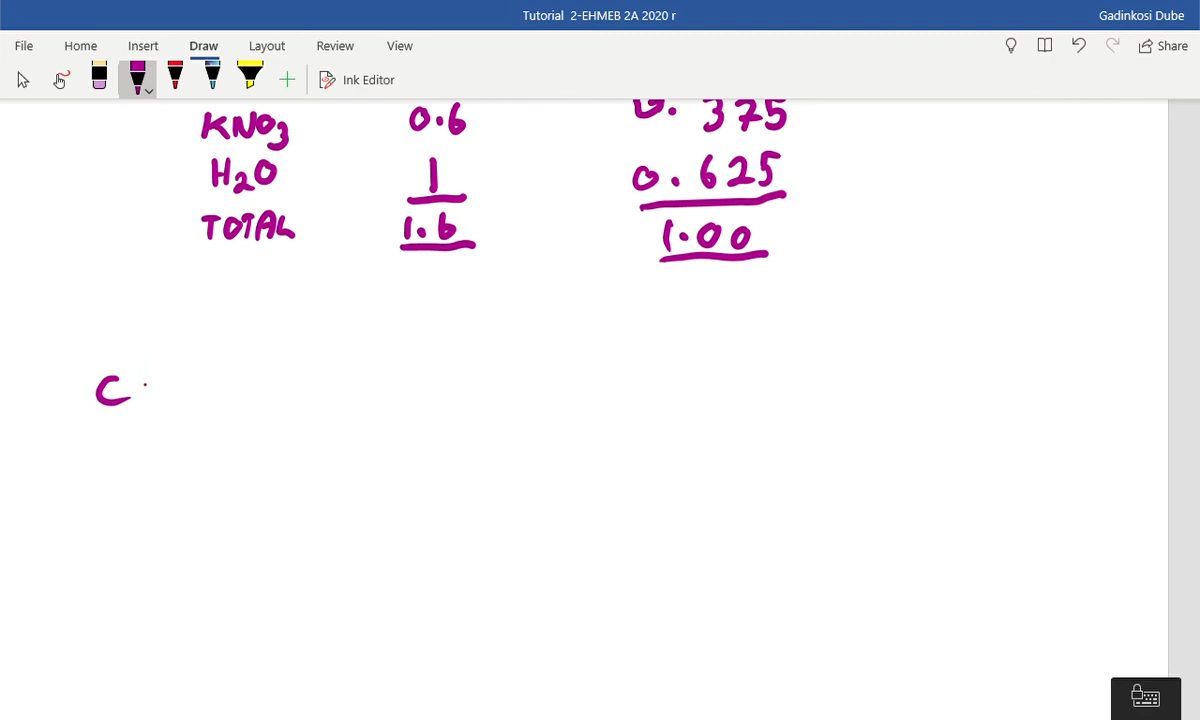 Tutorial 2-EHMEB 2A 2020 r Gadinkosi Dube
File Home Insert Draw Layout Review View Share
Ink Editor
KNO3 0.6 0.375
H2O 1 0.625
TOTAL 1.6 1.00
C